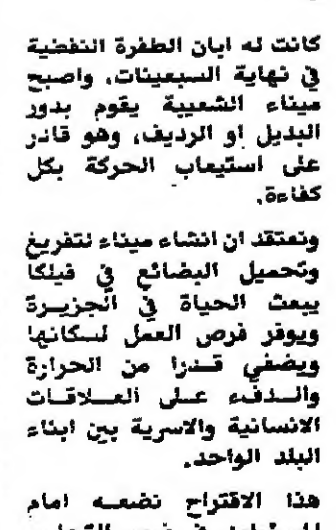 كانت له ابان الطفرة النفطية
في نهاية السبعينات، واصبح
ميناء الشعيبة يقوم بدور
البديل او الرديف، وهو قادر
على استيعاب الحركة بكل
كفاءة.
ونعتقد ان انشاء ميناء لتفريغ
وتحميل البضائع في فيلكا
يبعث الحياة في الجزيرة
ويوفر فرص العمل لسكانها
ويضفي قدرا من الحرارة
والدفء على العلاقات
الانسانية والاسرية بين ابناء
البلد الواحد.
هذا الاقتراح نضعه امام